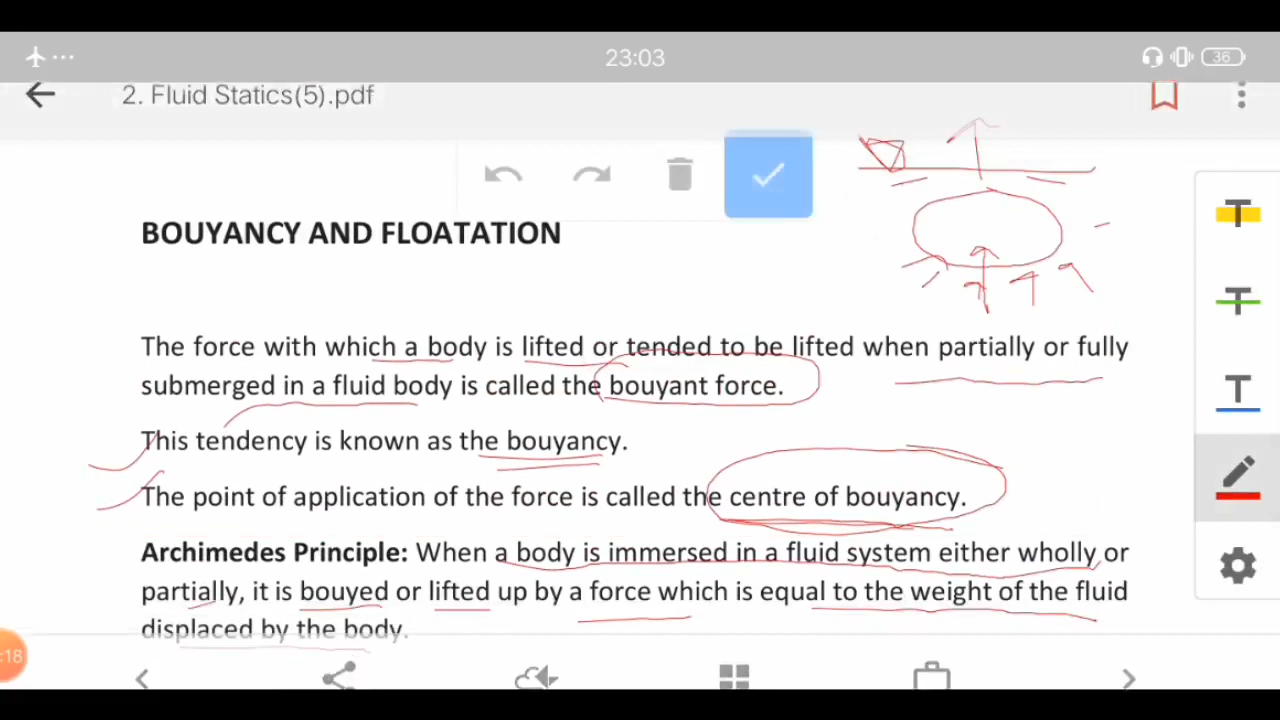 23:03
36
2. Fluid Statics(5).pdf
BOUYANCY AND FLOATATION
The force with which a body is lifted or tended to be lifted when partially or fully
submerged in a fluid body is called the bouyant force.
This tendency is known as the bouyancy.
The point of application of the force is called the centre of bouyancy.
Archimedes Principle: When a body is immersed in a fluid system either wholly or
partially, it is bouyed or lifted up by a force which is equal to the weight of the fluid
displaced by the body.
:18